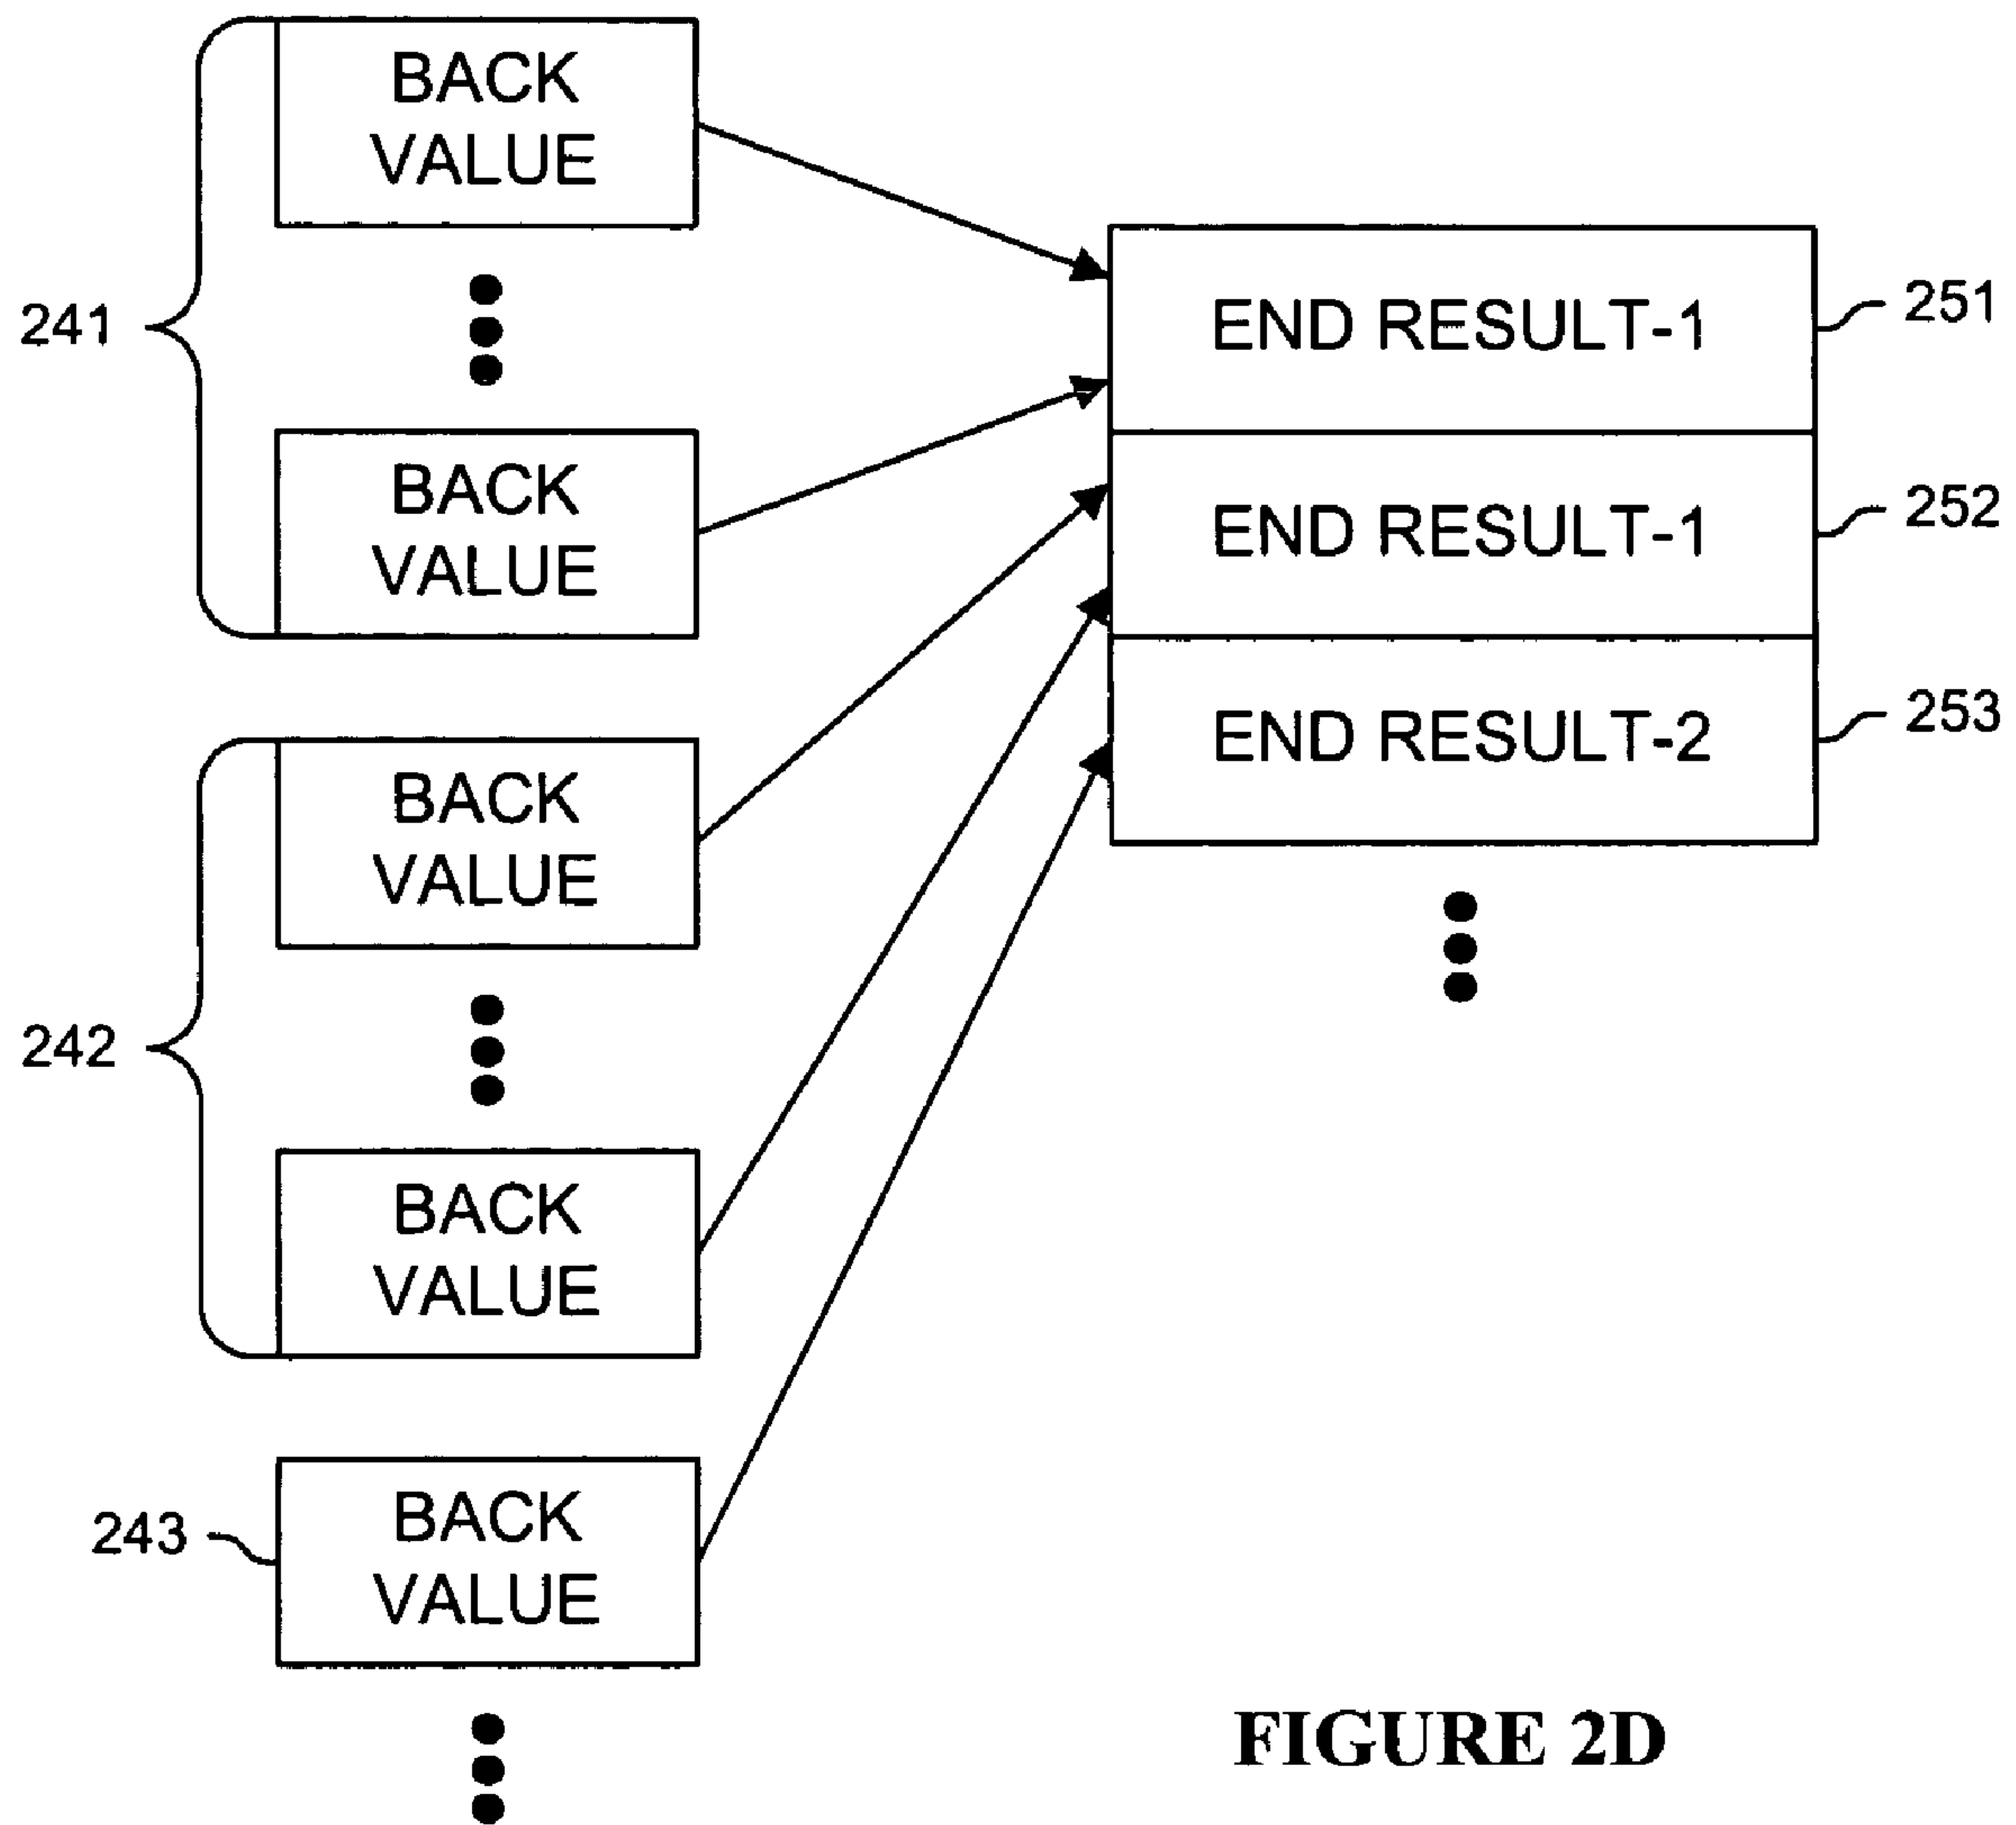 BACK
VALUE
241
END RESULT-1
251
BACK
VALUE
END RESULT-1
252
BACK
VALUE
END RESULT-2
253
242
BACK
VALUE
243
BACK
VALUE
FIGURE 2D